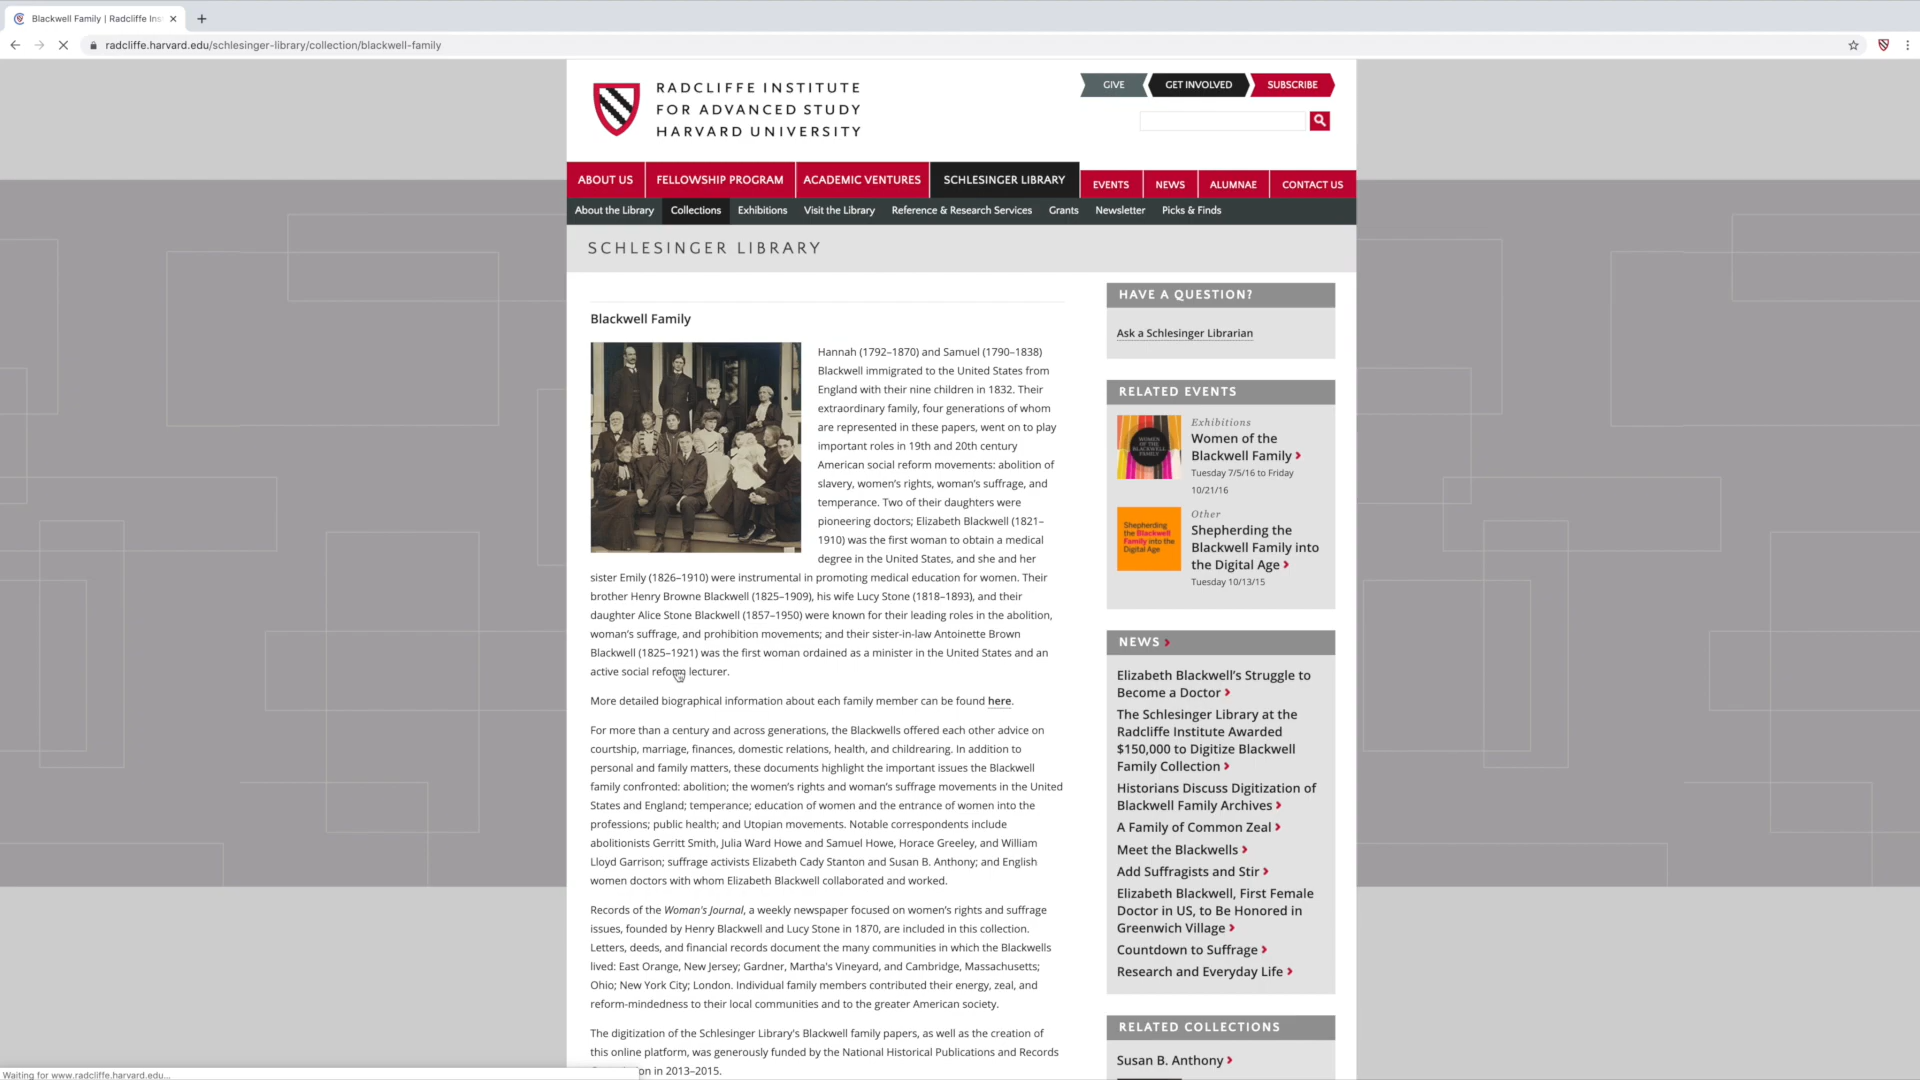 Blackwell Family | Radcliffe Ins
radcliffe.harvard.edu/schlesinger-library/collection/blackwell-family
RADCLIFFE INSTITUTE
FOR ADVANCED STUDY
HARVARD UNIVERSITY
GIVE
GET INVOLVED
SUBSCRIBE
ABOUT US
FELLOWSHIP PROGRAM
ACADEMIC VENTURES
SCHLESINGER LIBRARY
EVENTS
NEWS
ALUMNAE
CONTACT US
About the Library
Collections
Exhibitions
Visit the Library
Reference & Research Services
Grants
Newsletter
Picks & Finds
SCHLESINGER LIBRARY
Blackwell Family
Hannah (1792–1870) and Samuel (1790–1838)
Blackwell immigrated to the United States from
England with their nine children in 1832. Their
extraordinary family, four generations of whom
are represented in these papers, went on to play
important roles in 19th and 20th century
American social reform movements: abolition of
slavery, women's rights, woman's suffrage, and
temperance. Two of their daughters were
pioneering doctors; Elizabeth Blackwell (1821–
1910) was the first woman to obtain a medical
degree in the United States, and she and her
sister Emily (1826–1910) were instrumental in promoting medical education for women. Their
brother Henry Browne Blackwell (1825–1909), his wife Lucy Stone (1818–1893), and their
daughter Alice Stone Blackwell (1857–1950) were known for their leading roles in the abolition,
woman's suffrage, and prohibition movements; and their sister-in-law Antoinette Brown
Blackwell (1825–1921) was the first woman ordained as a minister in the United States and an
active social reform lecturer.
More detailed biographical information about each family member can be found here.
For more than a century and across generations, the Blackwells offered each other advice on
courtship, marriage, finances, domestic relations, health, and childrearing. In addition to
personal and family matters, these documents highlight the important issues the Blackwell
family confronted: abolition; the women's rights and woman's suffrage movements in the United
States and England; temperance; education of women and the entrance of women into the
professions; public health; and Utopian movements. Notable correspondents include
abolitionists Gerritt Smith, Julia Ward Howe and Samuel Howe, Horace Greeley, and William
Lloyd Garrison; suffrage activists Elizabeth Cady Stanton and Susan B. Anthony; and English
women doctors with whom Elizabeth Blackwell collaborated and worked.
Records of the Woman's Journal, a weekly newspaper focused on women's rights and suffrage
issues, founded by Henry Blackwell and Lucy Stone in 1870, are included in this collection.
Letters, deeds, and financial records document the many communities in which the Blackwells
lived: East Orange, New Jersey; Gardner, Martha's Vineyard, and Cambridge, Massachusetts;
Ohio; New York City; London. Individual family members contributed their energy, zeal, and
reform-mindedness to their local communities and to the greater American society.
The digitization of the Schlesinger Library's Blackwell family papers, as well as the creation of
this online platform, was generously funded by the National Historical Publications and Records
on in 2013–2015.
HAVE A QUESTION?
Ask a Schlesinger Librarian
RELATED EVENTS
WOMEN OF THE BLACKWELL FAMILY
Exhibitions
Women of the
Blackwell Family
Tuesday 7/5/16 to Friday
10/21/16
Shepherding
the Blackwell
Family into the
Digital Age
Other
Shepherding the
Blackwell Family into
the Digital Age
Tuesday 10/13/15
NEWS
Elizabeth Blackwell's Struggle to
Become a Doctor
The Schlesinger Library at the
Radcliffe Institute Awarded
$150,000 to Digitize Blackwell
Family Collection
Historians Discuss Digitization of
Blackwell Family Archives
A Family of Common Zeal
Meet the Blackwells
Add Suffragists and Stir
Elizabeth Blackwell, First Female
Doctor in US, to Be Honored in
Greenwich Village
Countdown to Suffrage
Research and Everyday Life
RELATED COLLECTIONS
Susan B. Anthony
Waiting for www.radcliffe.harvard.edu...